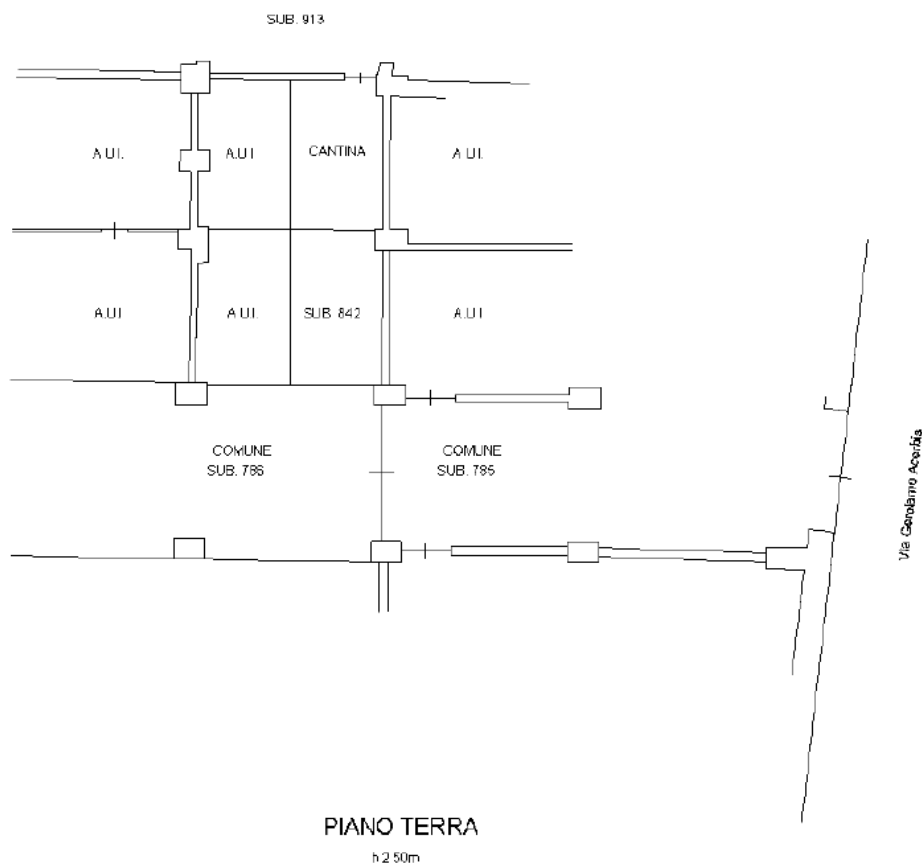 SUB. 913
A.U.I.
A.U.I
CANTINA
A.U.I.
A.U.I
A.U.I.
SUB. 842
A.U.I
COMUNE
SUB. 786
COMUNE
SUB. 785
Via Gerolamo Acerbis
PIANO TERRA
h 2.50m